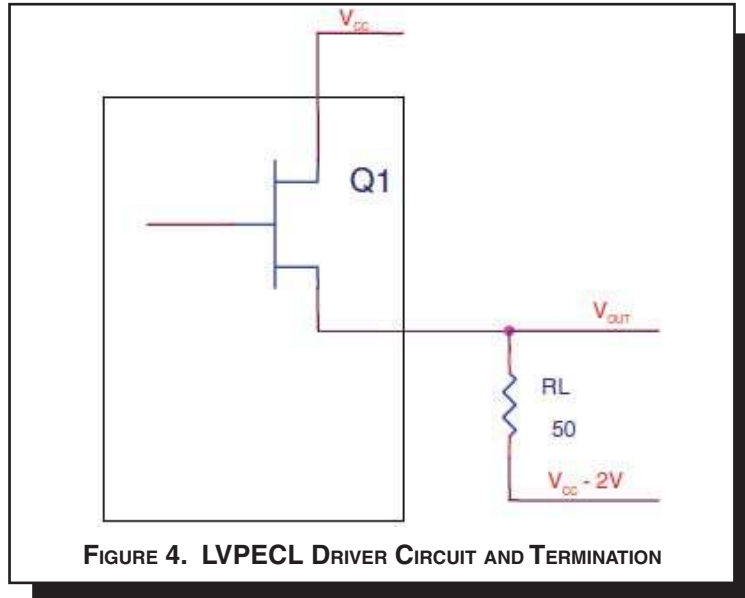 VCC
Q1
VOUT
RL
50
VCC - 2V
FIGURE 4. LVPECL DRIVER CIRCUIT AND TERMINATION